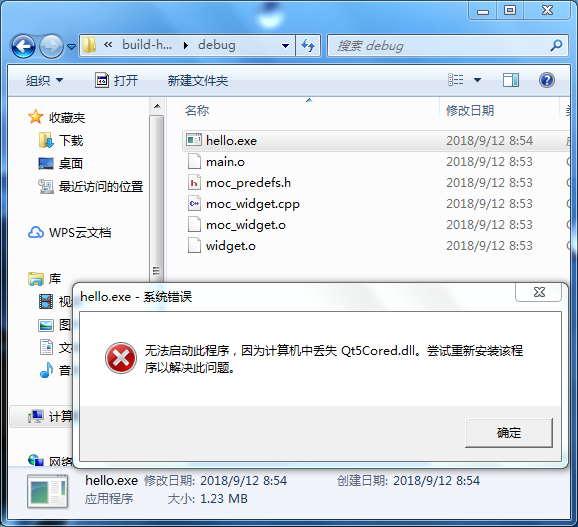 build-h...
debug
搜索 debug
组织
打开
新建文件夹
收藏夹
下载
桌面
最近访问的位置
WPS云文档
库
网络
名称
修改日期
hello.exe 2018/9/12 8:54
main.o 2018/9/12 8:53
moc_predefs.h 2018/9/12 8:53
moc_widget.cpp 2018/9/12 8:53
moc_widget.o 2018/9/12 8:53
widget.o 2018/9/12 8:53
hello.exe - 系统错误
无法启动此程序，因为计算机中丢失 Qt5Cored.dll。尝试重新安装该程
序以解决此问题。
确定
hello.exe 修改日期: 2018/9/12 8:54 创建日期: 2018/9/12 8:54
应用程序 大小: 1.23 MB